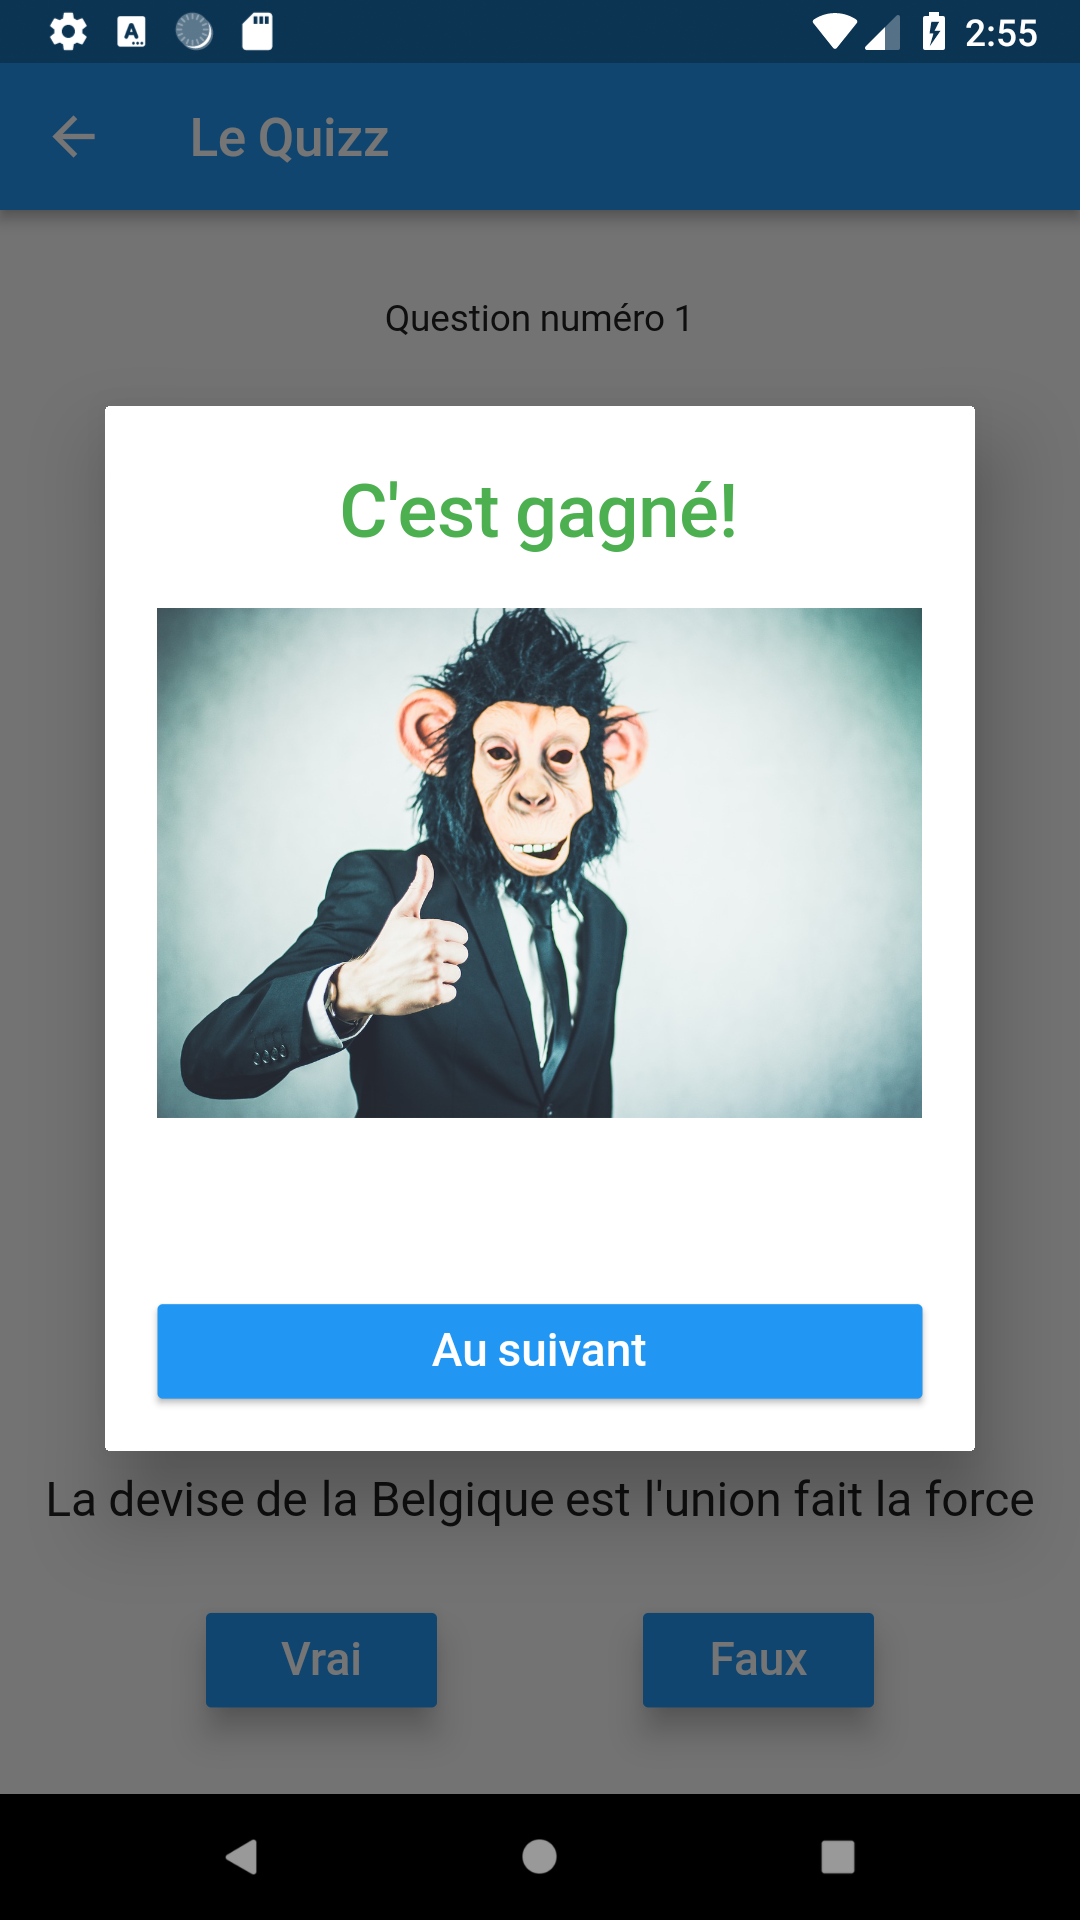 2:55
Le Quizz
Question numéro 1
C'est gagné!
Au suivant
La devise de la Belgique est l'union fait la force
Vrai Faux